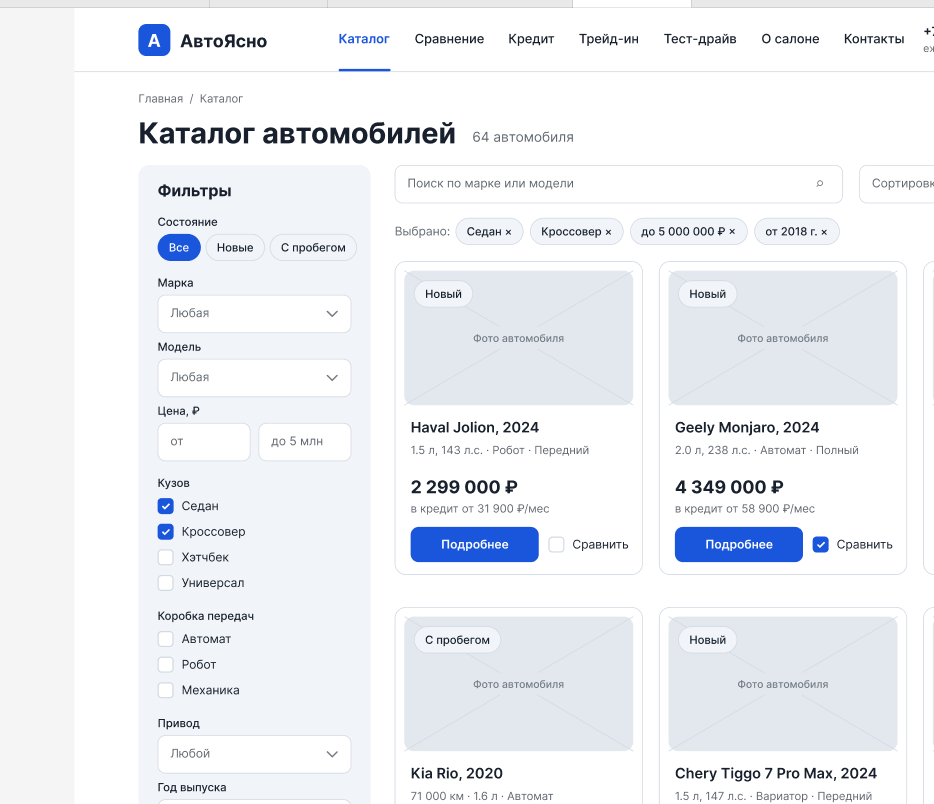 A АвтоЯсно Каталог Сравнение Кредит Трейд-ин Тест-драйв О салоне Контакты +7
Главная / Каталог
Каталог автомобилей 64 автомобиля
Фильтры
Состояние
Все Новые С пробегом
Марка
Любая
Модель
Любая
Цена, ₽
от до 5 млн
Кузов
Седан
Кроссовер
Хэтчбек
Универсал
Коробка передач
Автомат
Робот
Механика
Привод
Любой
Год выпуска
Поиск по марке или модели
Выбрано: Седан × Кроссовер × до 5 000 000 ₽ × от 2018 г. ×
Новый
Фото автомобиля
Haval Jolion, 2024
1.5 л, 143 л.с. · Робот · Передний
2 299 000 ₽
в кредит от 31 900 ₽/мес
Подробнее Сравнить
Новый
Фото автомобиля
Geely Monjaro, 2024
2.0 л, 238 л.с. · Автомат · Полный
4 349 000 ₽
в кредит от 58 900 ₽/мес
Подробнее Сравнить
С пробегом
Фото автомобиля
Kia Rio, 2020
71 000 км · 1.6 л · Автомат
Новый
Фото автомобиля
Chery Tiggo 7 Pro Max, 2024
1.5 л, 147 л.с. · Вариатор · Передний